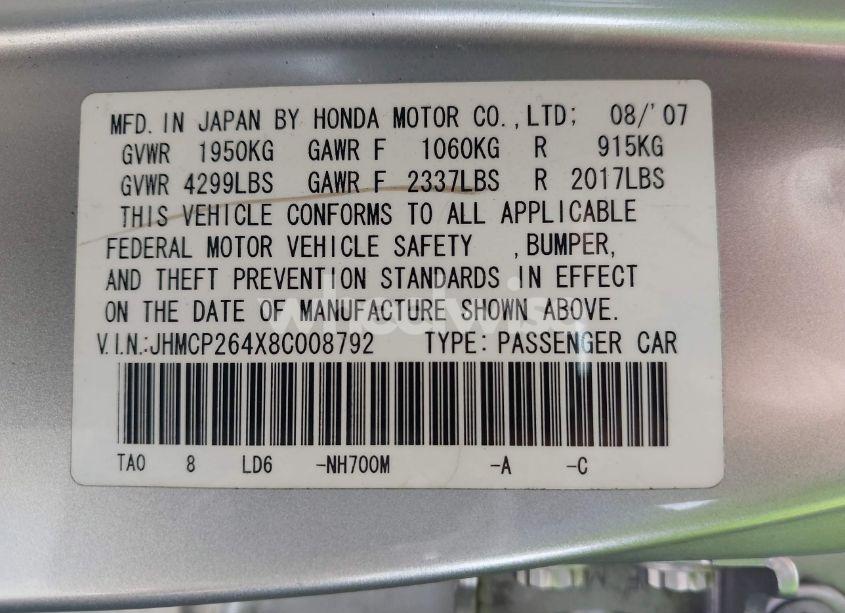 MFD. IN JAPAN BY HONDA MOTOR CO.,LTD; 08/'07
GVWR 1950KG GAWR F 1060KG R 915KG
GVWR 4299LBS GAWR F 2337LBS R 2017LBS
THIS VEHICLE CONFORMS TO ALL APPLICABLE
FEDERAL MOTOR VEHICLE SAFETY ,BUMPER,
AND THEFT PREVENTION STANDARDS IN EFFECT
ON THE DATE OF MANUFACTURE SHOWN ABOVE.
wheelwise
V.I.N.:JHMCP264X8C008792 TYPE: PASSENGER CAR
TA0 8 LD6 -NH700M -A -C